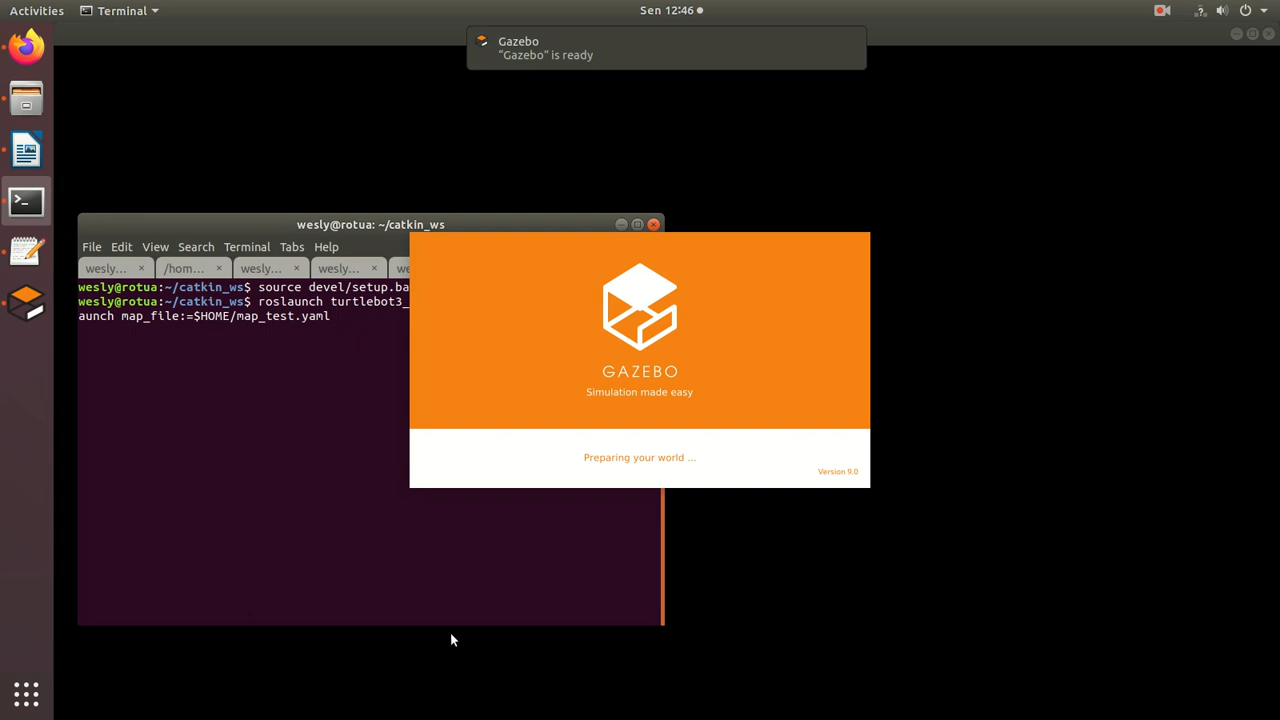 Activities
Terminal
Sen 12:46
Gazebo
“Gazebo” is ready
wesly@rotua: ~/catkin_ws
File Edit View Search Terminal Tabs Help
wesly... × /hom... × wesly... × wesly... × we
wesly@rotua:~/catkin_ws$ source devel/setup.ba
wesly@rotua:~/catkin_ws$ roslaunch turtlebot3_
aunch map_file:=$HOME/map_test.yaml
GAZEBO
Simulation made easy
Preparing your world ...
Version 9.0